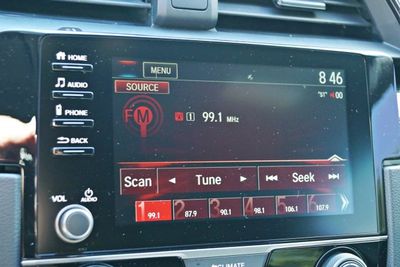 HOME
MENU
8 46
SOURCE
AUDIO
FM
1 99.1 MHz
PHONE
BACK
Scan
Tune
Seek
VOL
AUDIO
1 99.1
2 87.9
3 90.1
4 98.1
5 106.1
6 107.9
CLIMATE